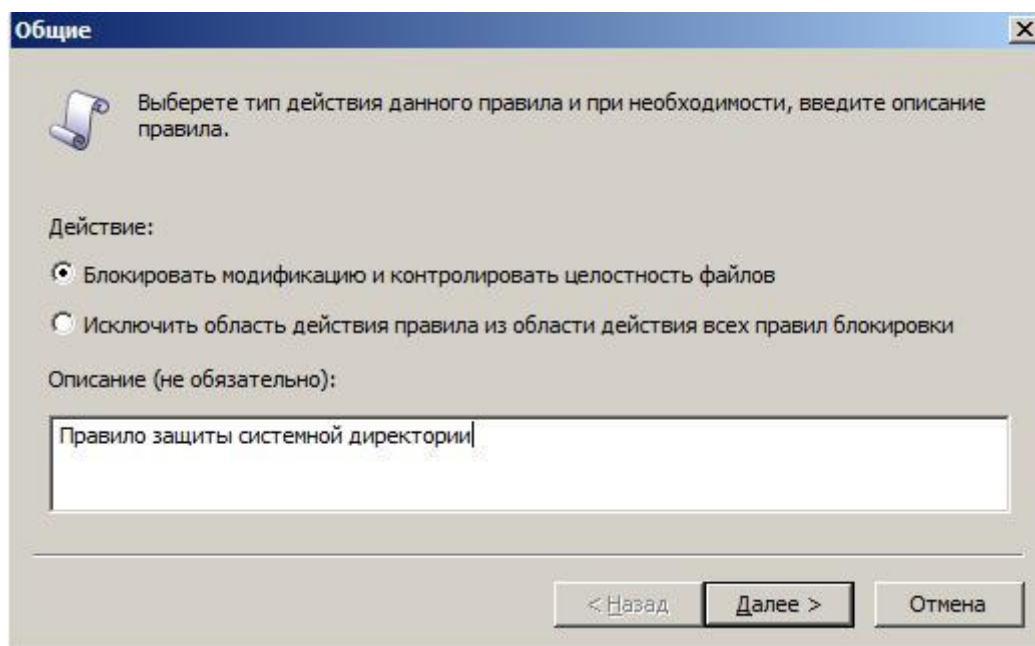 Общие
Выберете тип действия данного правила и при необходимости, введите описание
правила.
Действие:
Блокировать модификацию и контролировать целостность файлов
Исключить область действия правила из области действия всех правил блокировки
Описание (не обязательно):
Правило защиты системной директории
< Назад
Далее >
Отмена